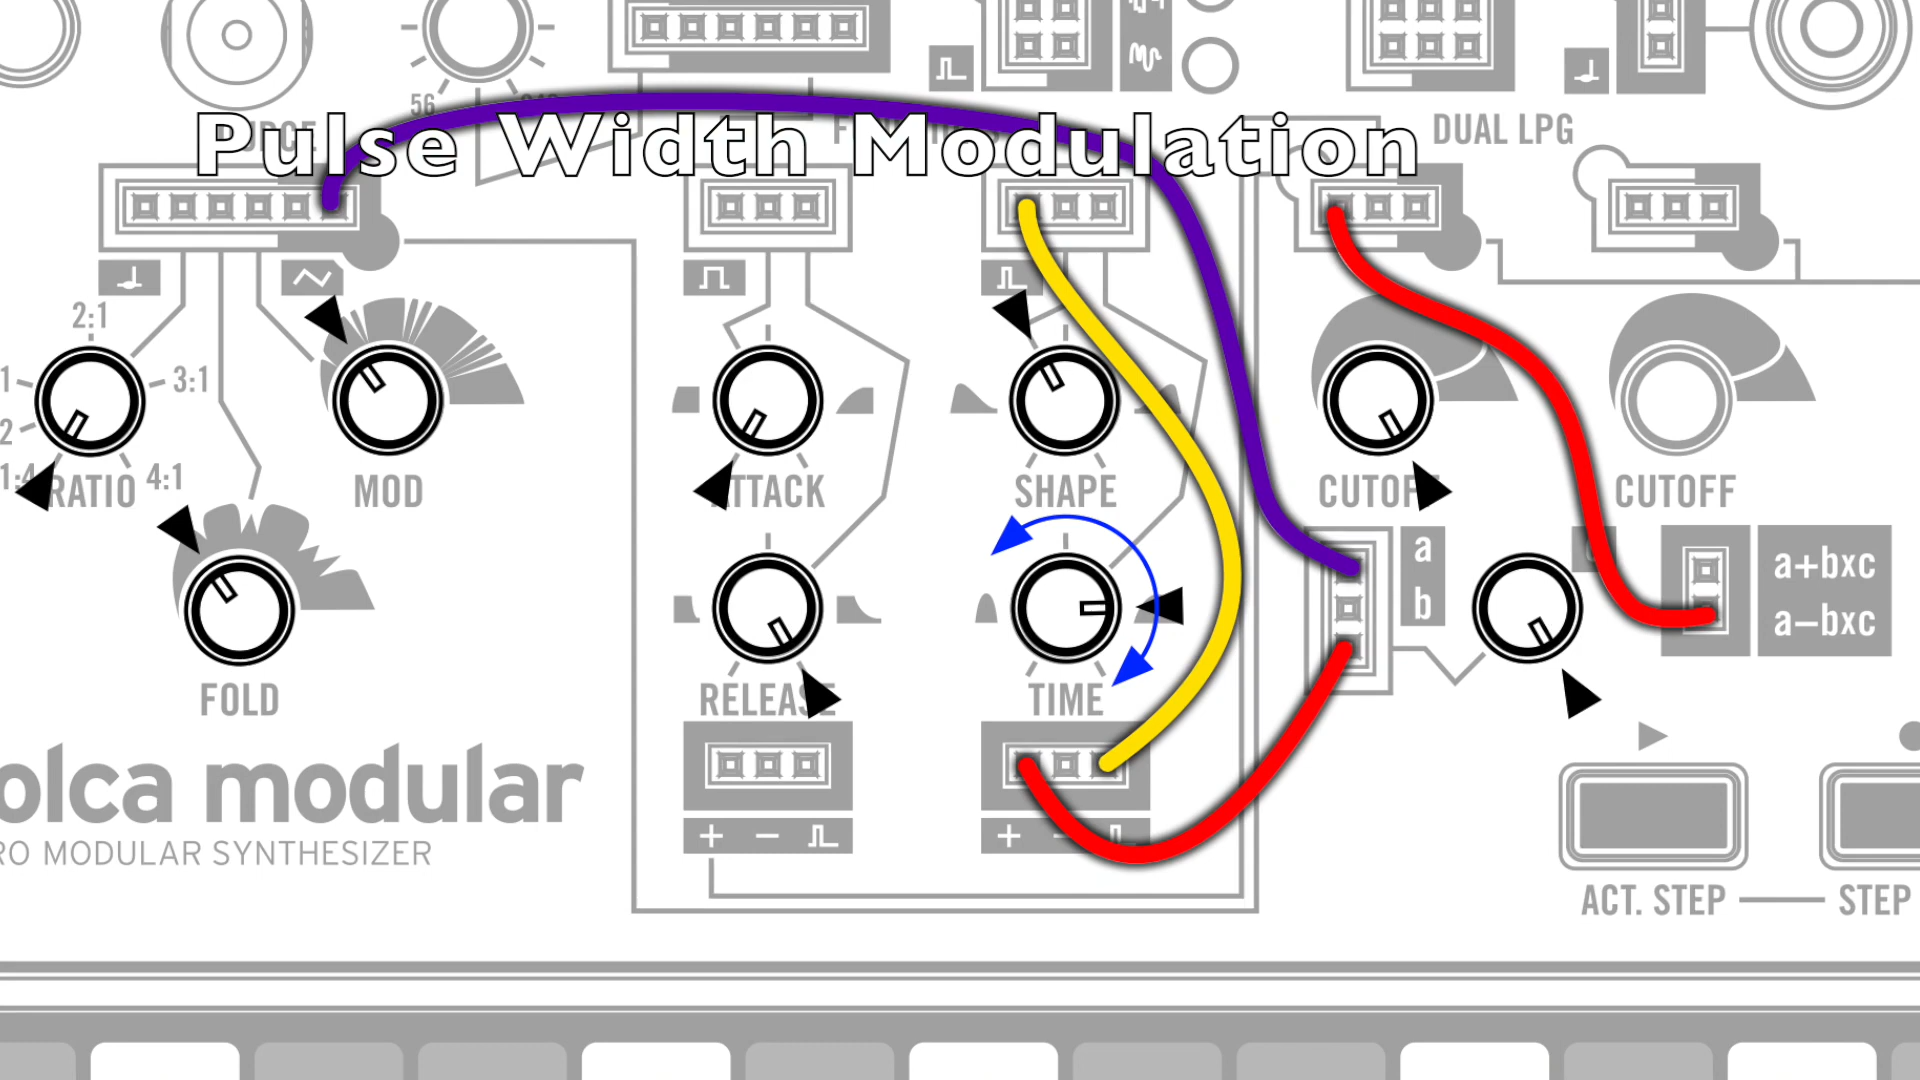 56
Pulse Width Modulation
DUAL LPG
2:1
3:1
4:1
RATIO
MOD
SHAPE
CUTOFF
FOLD
RELEASE
TIME
a
b
a+bxc
a–bxc
olca modular
RO MODULAR SYNTHESIZER
+ −
+
ACT. STEP
STEP